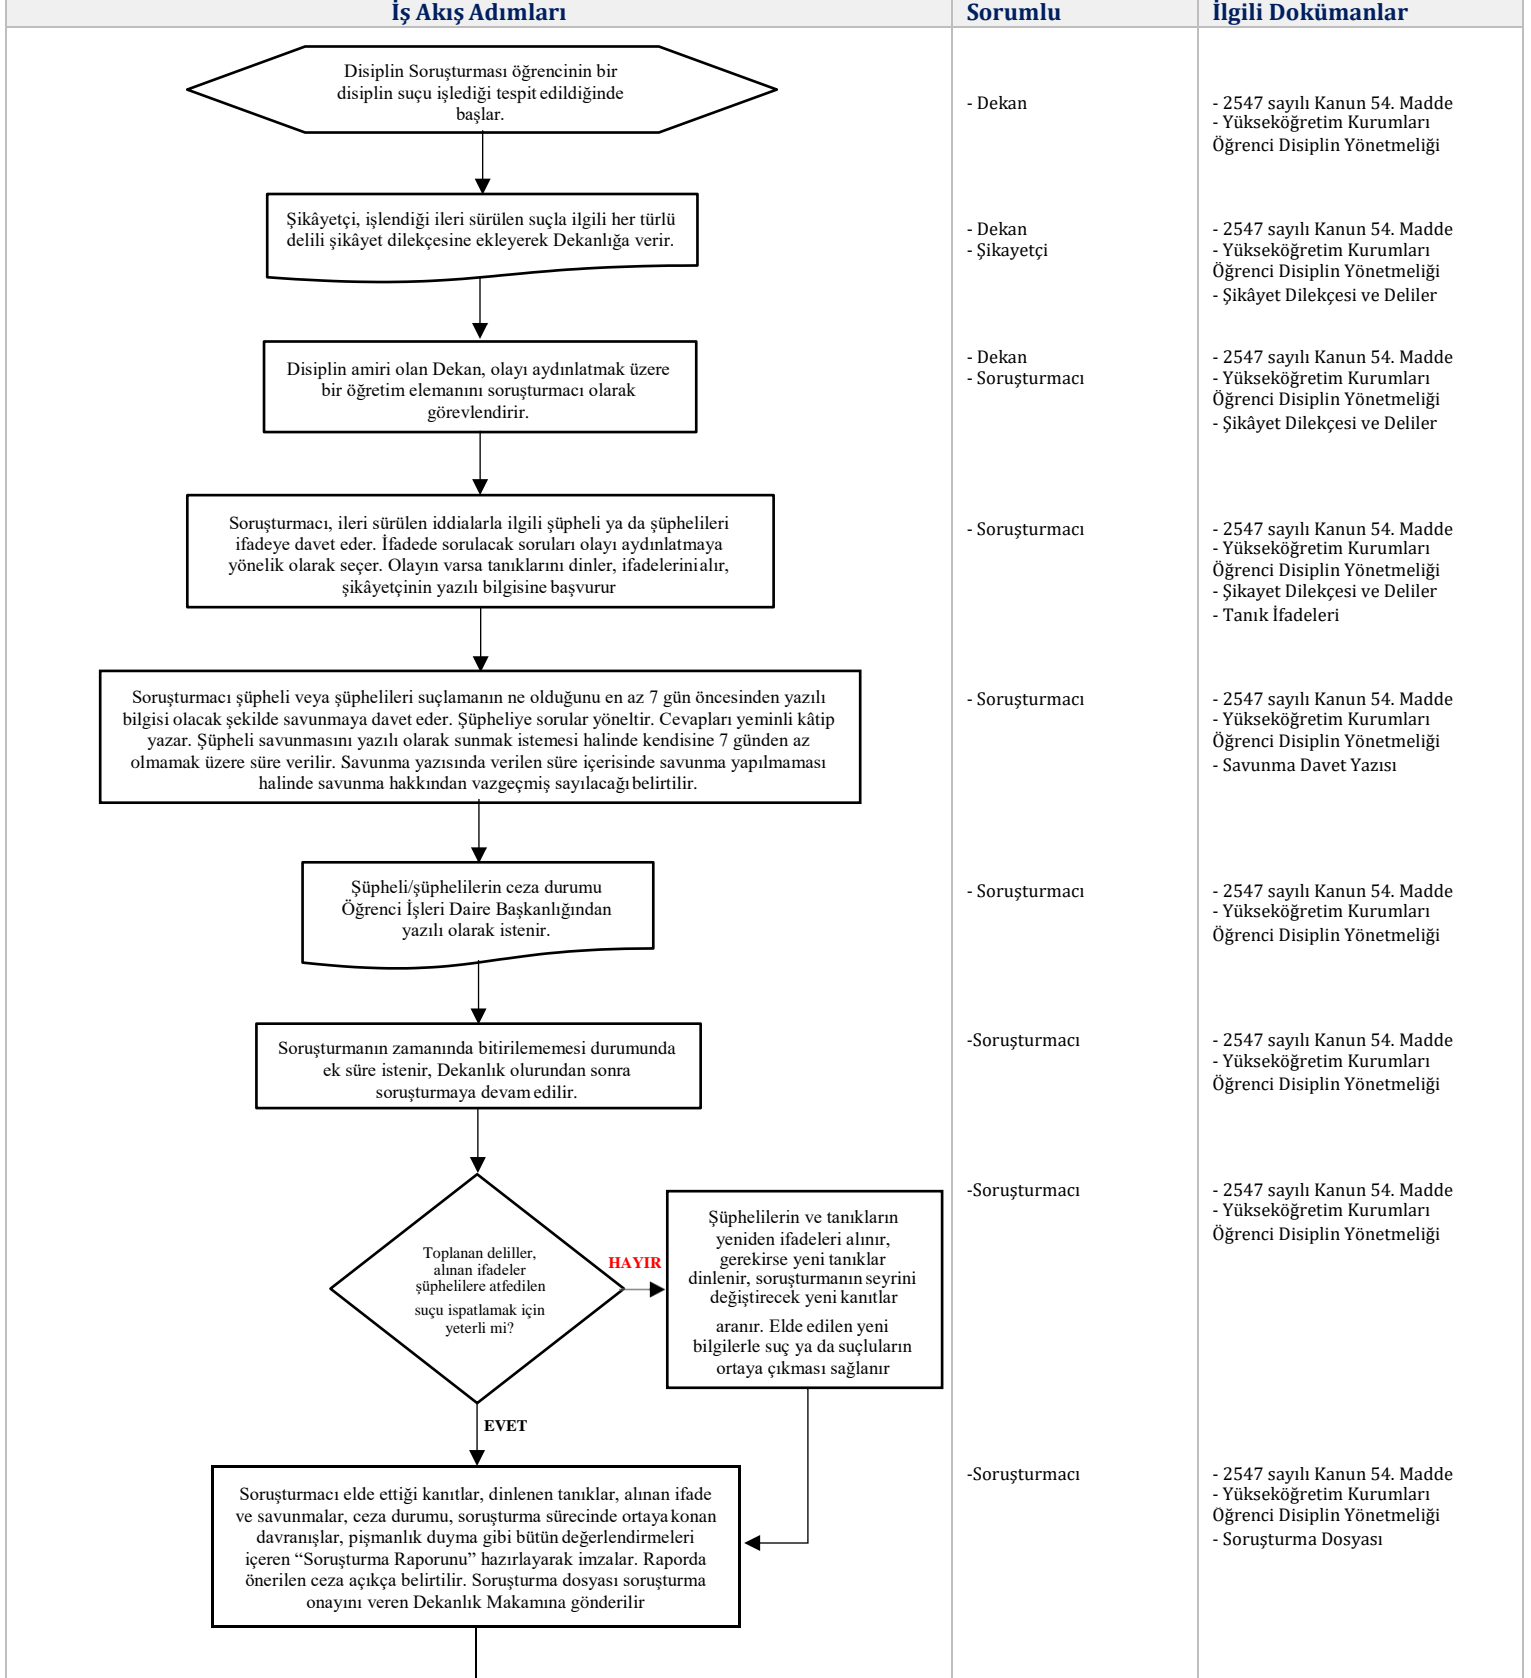 İş Akış Adımları
Sorumlu
İlgili Dokümanlar
Disiplin Soruşturması öğrencinin bir
disiplin suçu işlediği tespit edildiğinde
başlar.
- Dekan
- 2547 sayılı Kanun 54. Madde
- Yükseköğretim Kurumları
Öğrenci Disiplin Yönetmeliği
Şikâyetçi, işlendiği ileri sürülen suçla ilgili her türlü
delili şikâyet dilekçesine ekleyerek Dekanlığa verir.
- Dekan
- Şikayetçi
- 2547 sayılı Kanun 54. Madde
- Yükseköğretim Kurumları
Öğrenci Disiplin Yönetmeliği
- Şikâyet Dilekçesi ve Deliler
Disiplin amiri olan Dekan, olayı aydınlatmak üzere
bir öğretim elemanını soruşturmacı olarak
görevlendirir.
- Dekan
- Soruşturmacı
- 2547 sayılı Kanun 54. Madde
- Yükseköğretim Kurumları
Öğrenci Disiplin Yönetmeliği
- Şikâyet Dilekçesi ve Deliler
Soruşturmacı, ileri sürülen iddialarla ilgili şüpheli ya da şüphelileri
ifadeye davet eder. İfadede sorulacak soruları olayı aydınlatmaya
yönelik olarak seçer. Olayın varsa tanıklarını dinler, ifadelerinialır,
şikâyetçinin yazılı bilgisine başvurur
- Soruşturmacı
- 2547 sayılı Kanun 54. Madde
- Yükseköğretim Kurumları
Öğrenci Disiplin Yönetmeliği
- Şikayet Dilekçesi ve Deliler
- Tanık İfadeleri
Soruşturmacı şüpheli veya şüphelileri suçlamanın ne olduğunu en az 7 gün öncesinden yazılı
bilgisi olacak şekilde savunmaya davet eder. Şüpheliye sorular yöneltir. Cevapları yeminli kâtip
yazar. Şüpheli savunmasını yazılı olarak sunmak istemesi halinde kendisine 7 günden az
olmamak üzere süre verilir. Savunma yazısında verilen süre içerisinde savunma yapılmaması
halinde savunma hakkından vazgeçmiş sayılacağı belirtilir.
- Soruşturmacı
- 2547 sayılı Kanun 54. Madde
- Yükseköğretim Kurumları
Öğrenci Disiplin Yönetmeliği
- Savunma Davet Yazısı
Şüpheli/şüphelilerin ceza durumu
Öğrenci İşleri Daire Başkanlığından
yazılı olarak istenir.
- Soruşturmacı
- 2547 sayılı Kanun 54. Madde
- Yükseköğretim Kurumları
Öğrenci Disiplin Yönetmeliği
Soruşturmanın zamanında bitirilememesi durumunda
ek süre istenir, Dekanlık olurundan sonra
soruşturmaya devam edilir.
-Soruşturmacı
- 2547 sayılı Kanun 54. Madde
- Yükseköğretim Kurumları
Öğrenci Disiplin Yönetmeliği
Toplanan deliller,
alınan ifadeler
şüphelilere atfedilen
suçu ispatlamak için
yeterli mi?
HAYIR
Şüphelilerin ve tanıkların
yeniden ifadeleri alınır,
gerekirse yeni tanıklar
dinlenir, soruşturmanın seyrini
değiştirecek yeni kanıtlar
aranır. Elde edilen yeni
bilgilerle suç ya da suçluların
ortaya çıkması sağlanır
-Soruşturmacı
- 2547 sayılı Kanun 54. Madde
- Yükseköğretim Kurumları
Öğrenci Disiplin Yönetmeliği
EVET
Soruşturmacı elde ettiği kanıtlar, dinlenen tanıklar, alınan ifade
ve savunmalar, ceza durumu, soruşturma sürecinde ortaya konan
davranışlar, pişmanlık duyma gibi bütün değerlendirmeleri
içeren “Soruşturma Raporunu” hazırlayarak imzalar. Raporda
önerilen ceza açıkça belirtilir. Soruşturma dosyası soruşturma
onayını veren Dekanlık Makamına gönderilir
-Soruşturmacı
- 2547 sayılı Kanun 54. Madde
- Yükseköğretim Kurumları
Öğrenci Disiplin Yönetmeliği
- Soruşturma Dosyası